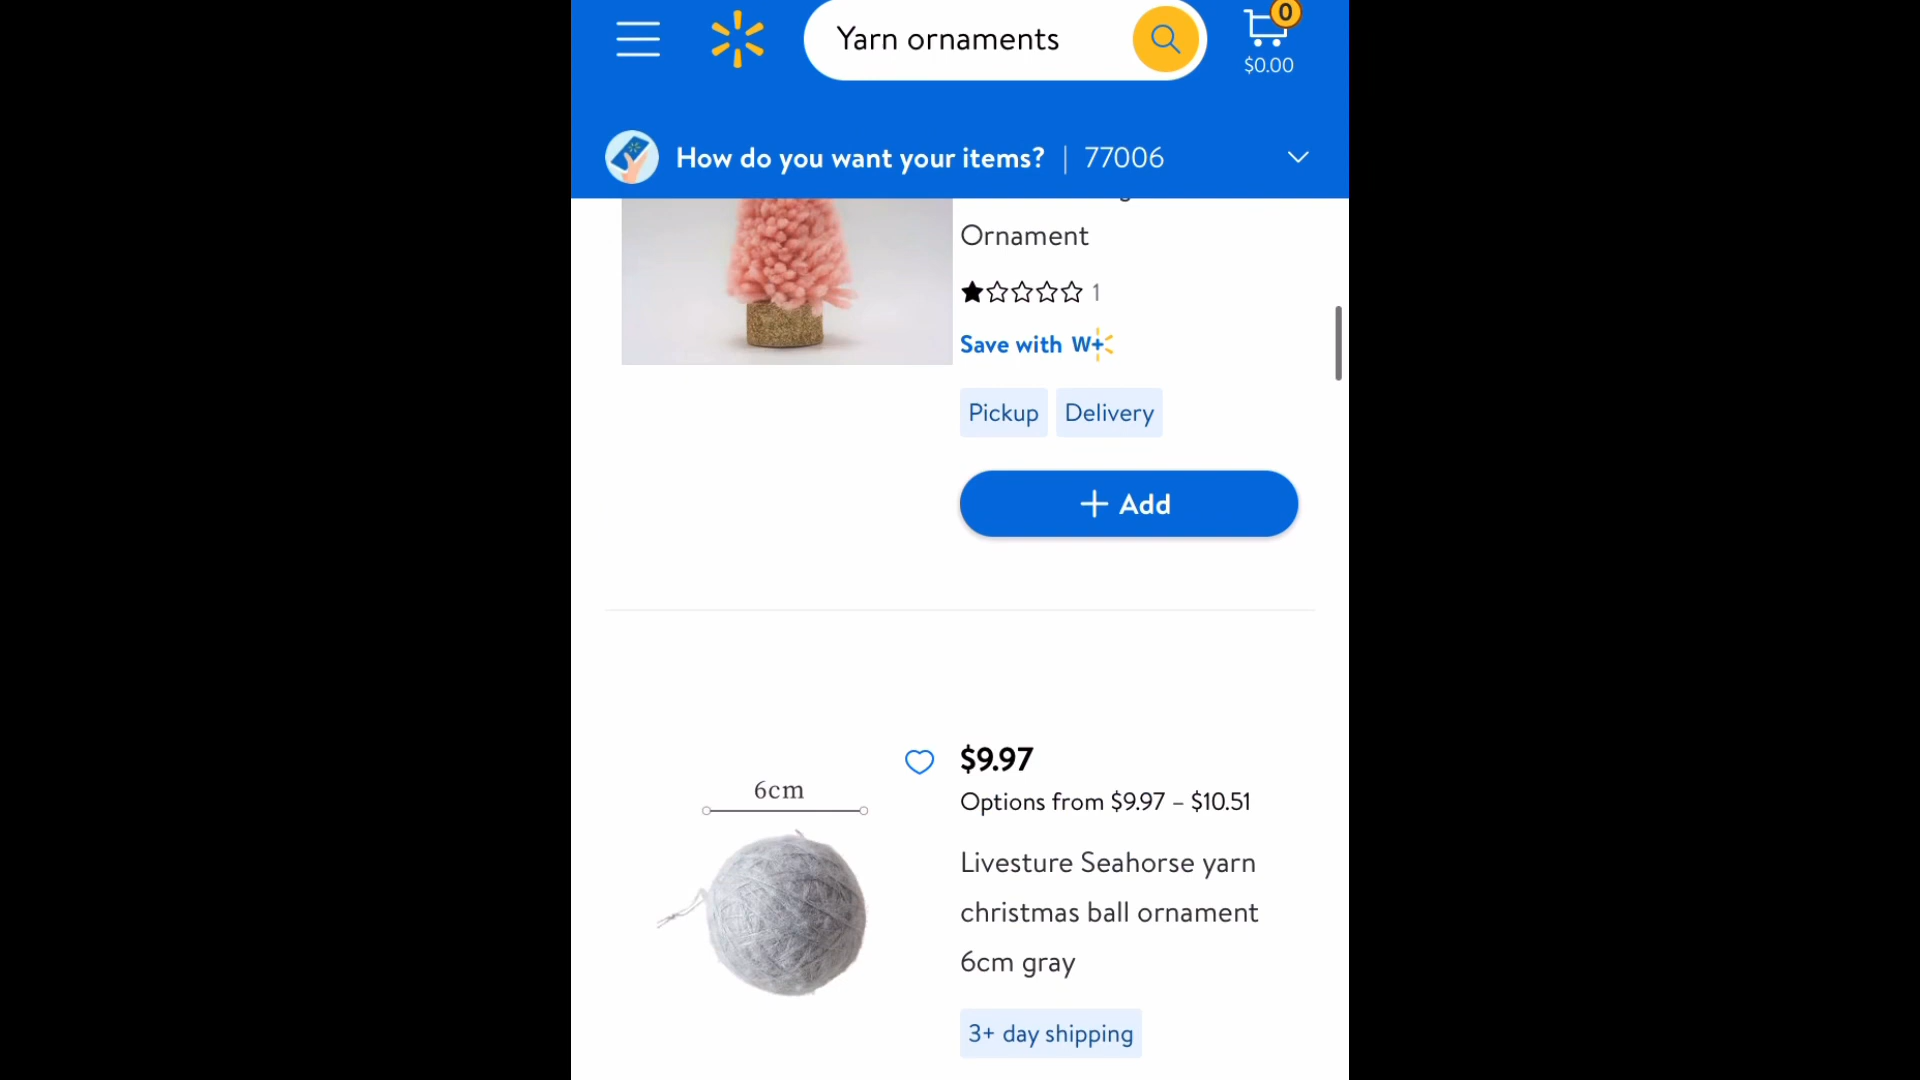 Yarn ornaments
0
$0.00
How do you want your items? | 77006
Ornament
1
Save with W+
Pickup
Delivery
+ Add
6cm
$9.97
Options from $9.97 – $10.51
Livesture Seahorse yarn
christmas ball ornament
6cm gray
3+ day shipping